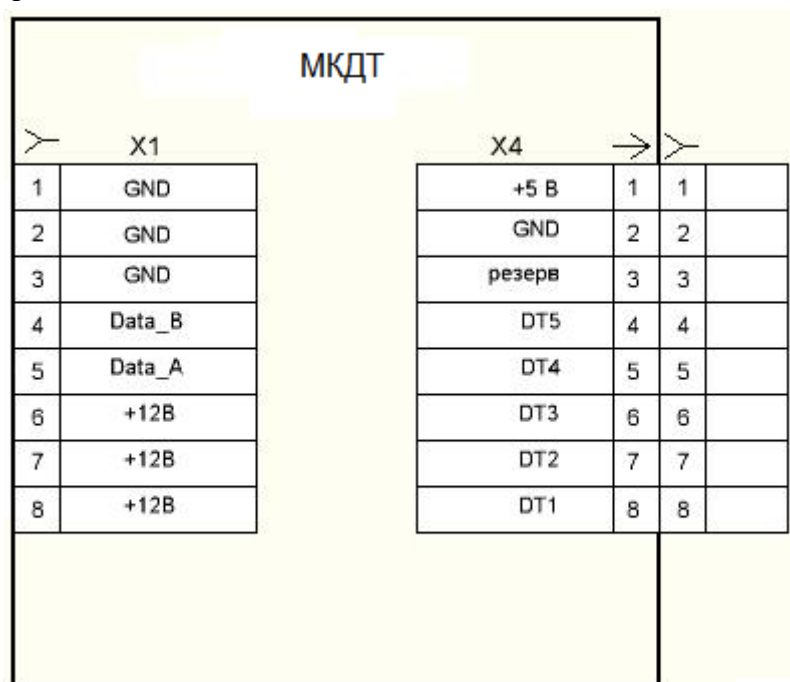 МКДТ
X1 X4
1 GND +5 В 1 1
2 GND GND 2 2
3 GND резерв 3 3
4 Data_B DT5 4 4
5 Data_A DT4 5 5
6 +12В DT3 6 6
7 +12В DT2 7 7
8 +12В DT1 8 8